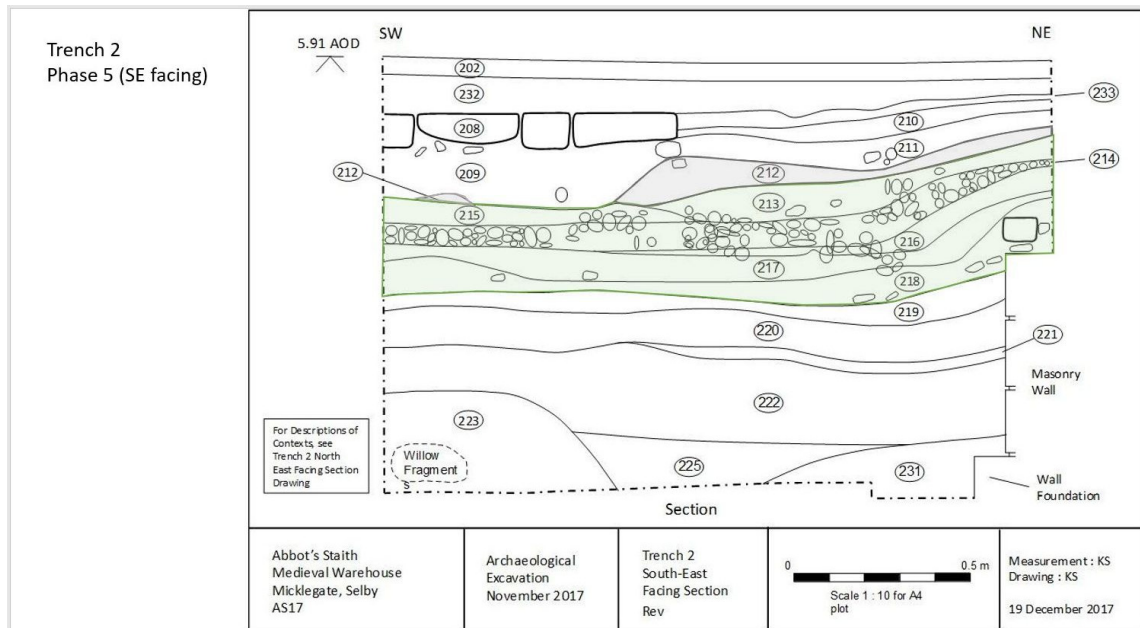 Trench 2
Phase 5 (SE facing)
5.91 AOD
SW
NE
202
232
233
208
210
211
209
212
212
214
213
215
216
217
218
219
220
221
Masonry
Wall
222
223
For Descriptions of
Contexts, see
Trench 2 North
East Facing Section
Drawing
Willow
Fragment
s
225
231
Wall
Foundation
Section
Abbot's Staith
Medieval Warehouse
Micklegate, Selby
AS17
Archaeological
Excavation
November 2017
Trench 2
South-East
Facing Section
Rev
0
0.5 m
Scale 1 : 10 for A4
plot
Measurement : KS
Drawing : KS
19 December 2017